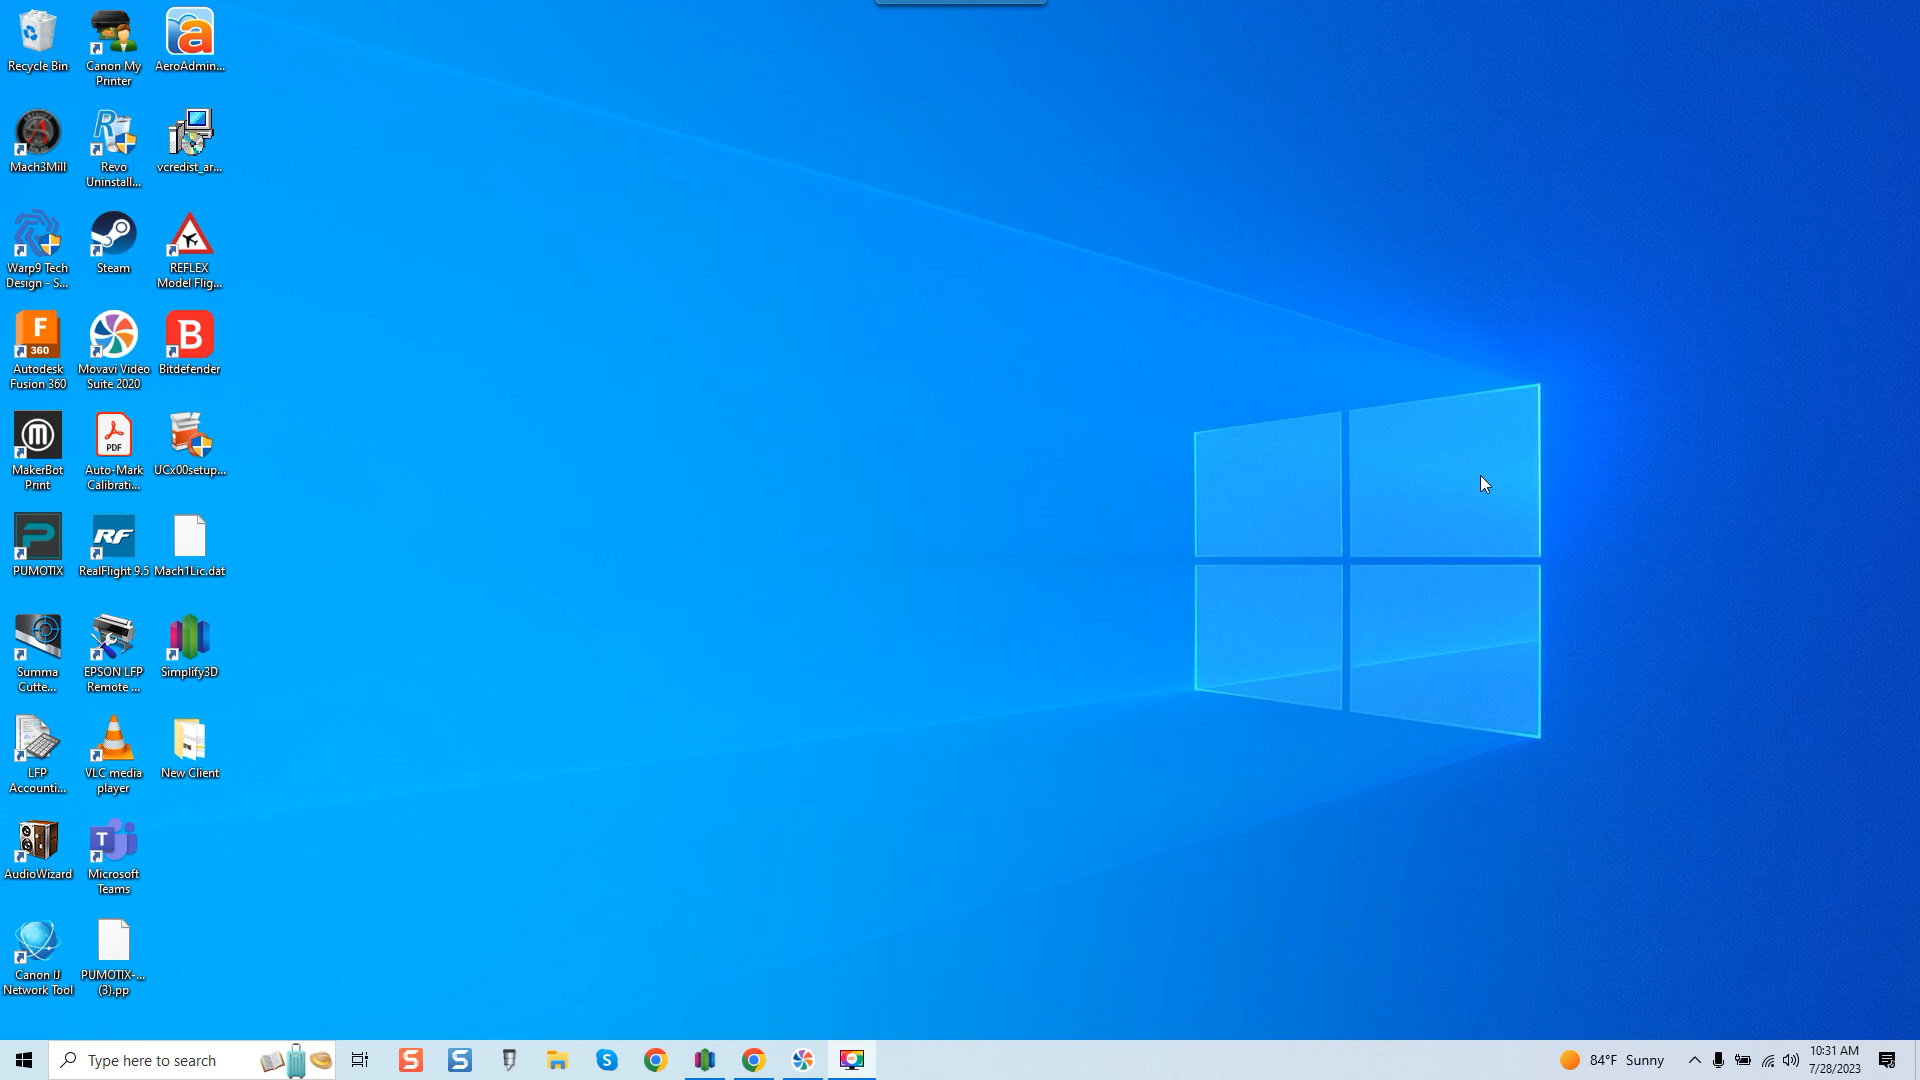 Recycle Bin
Canon My
Printer
AeroAdmin...
Mach3Mill
Revo
Uninstall...
vcredist_ar...
Warp9 Tech
Design - S...
Steam
REFLEX
Model Flig...
F
360
Autodesk
Fusion 360
Movavi Video
Suite 2020
B
Bitdefender
MakerBot
Print
PDF
Auto-Mark
Calibrati...
UCx00setup...
PUMOTIX
RF
RealFlight 9.5
Mach1Lic.dat
Summa
Cutte...
EPSON LFP
Remote ...
Simplify3D
LFP
Accounti...
VLC media
player
New Client
AudioWizard
T
Microsoft
Teams
Canon IJ
Network Tool
PUMOTIX-...
(3).pp
Type here to search
84°F Sunny
10:31 AM
7/28/2023